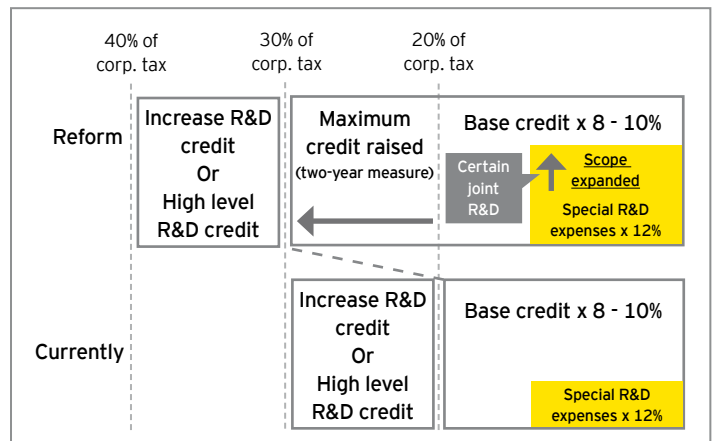 40% of
corp. tax
30% of
corp. tax
20% of
corp. tax
Reform
Increase R&D
credit
Or
High level
R&D credit
Maximum
credit raised
(two-year measure)
Base credit x 8 - 10%
Certain
joint
R&D
Scope
expanded
Special R&D
expenses x 12%
Currently
Increase R&D
credit
Or
High level
R&D credit
Base credit x 8 - 10%
Special R&D
expenses x 12%